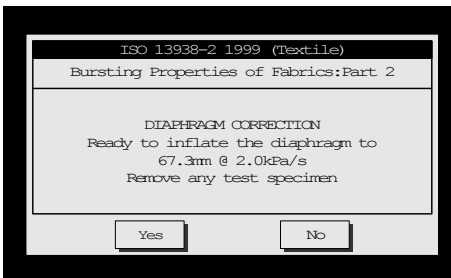 ISO 13938-2 1999 (Textile)
Bursting Properties of Fabrics:Part 2
DIAPHRAGM CORRECTION
Ready to inflate the diaphragm to
67.3mm @ 2.0kPa/s
Remove any test specimen
Yes
No